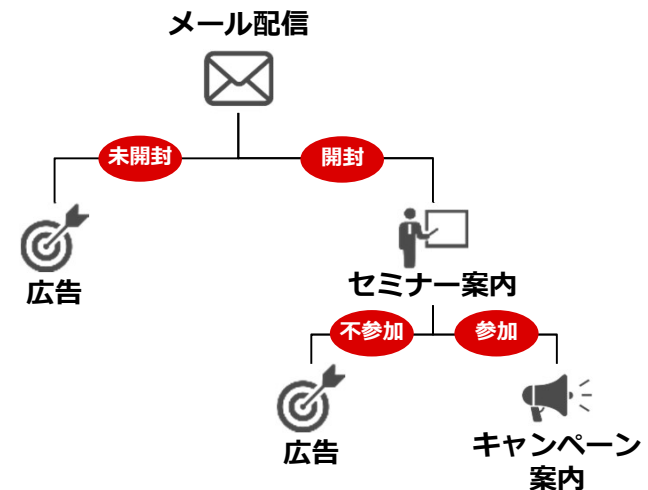 メール配信
未開封
開封
広告
セミナー案内
不参加
参加
広告
キャンペーン
案内